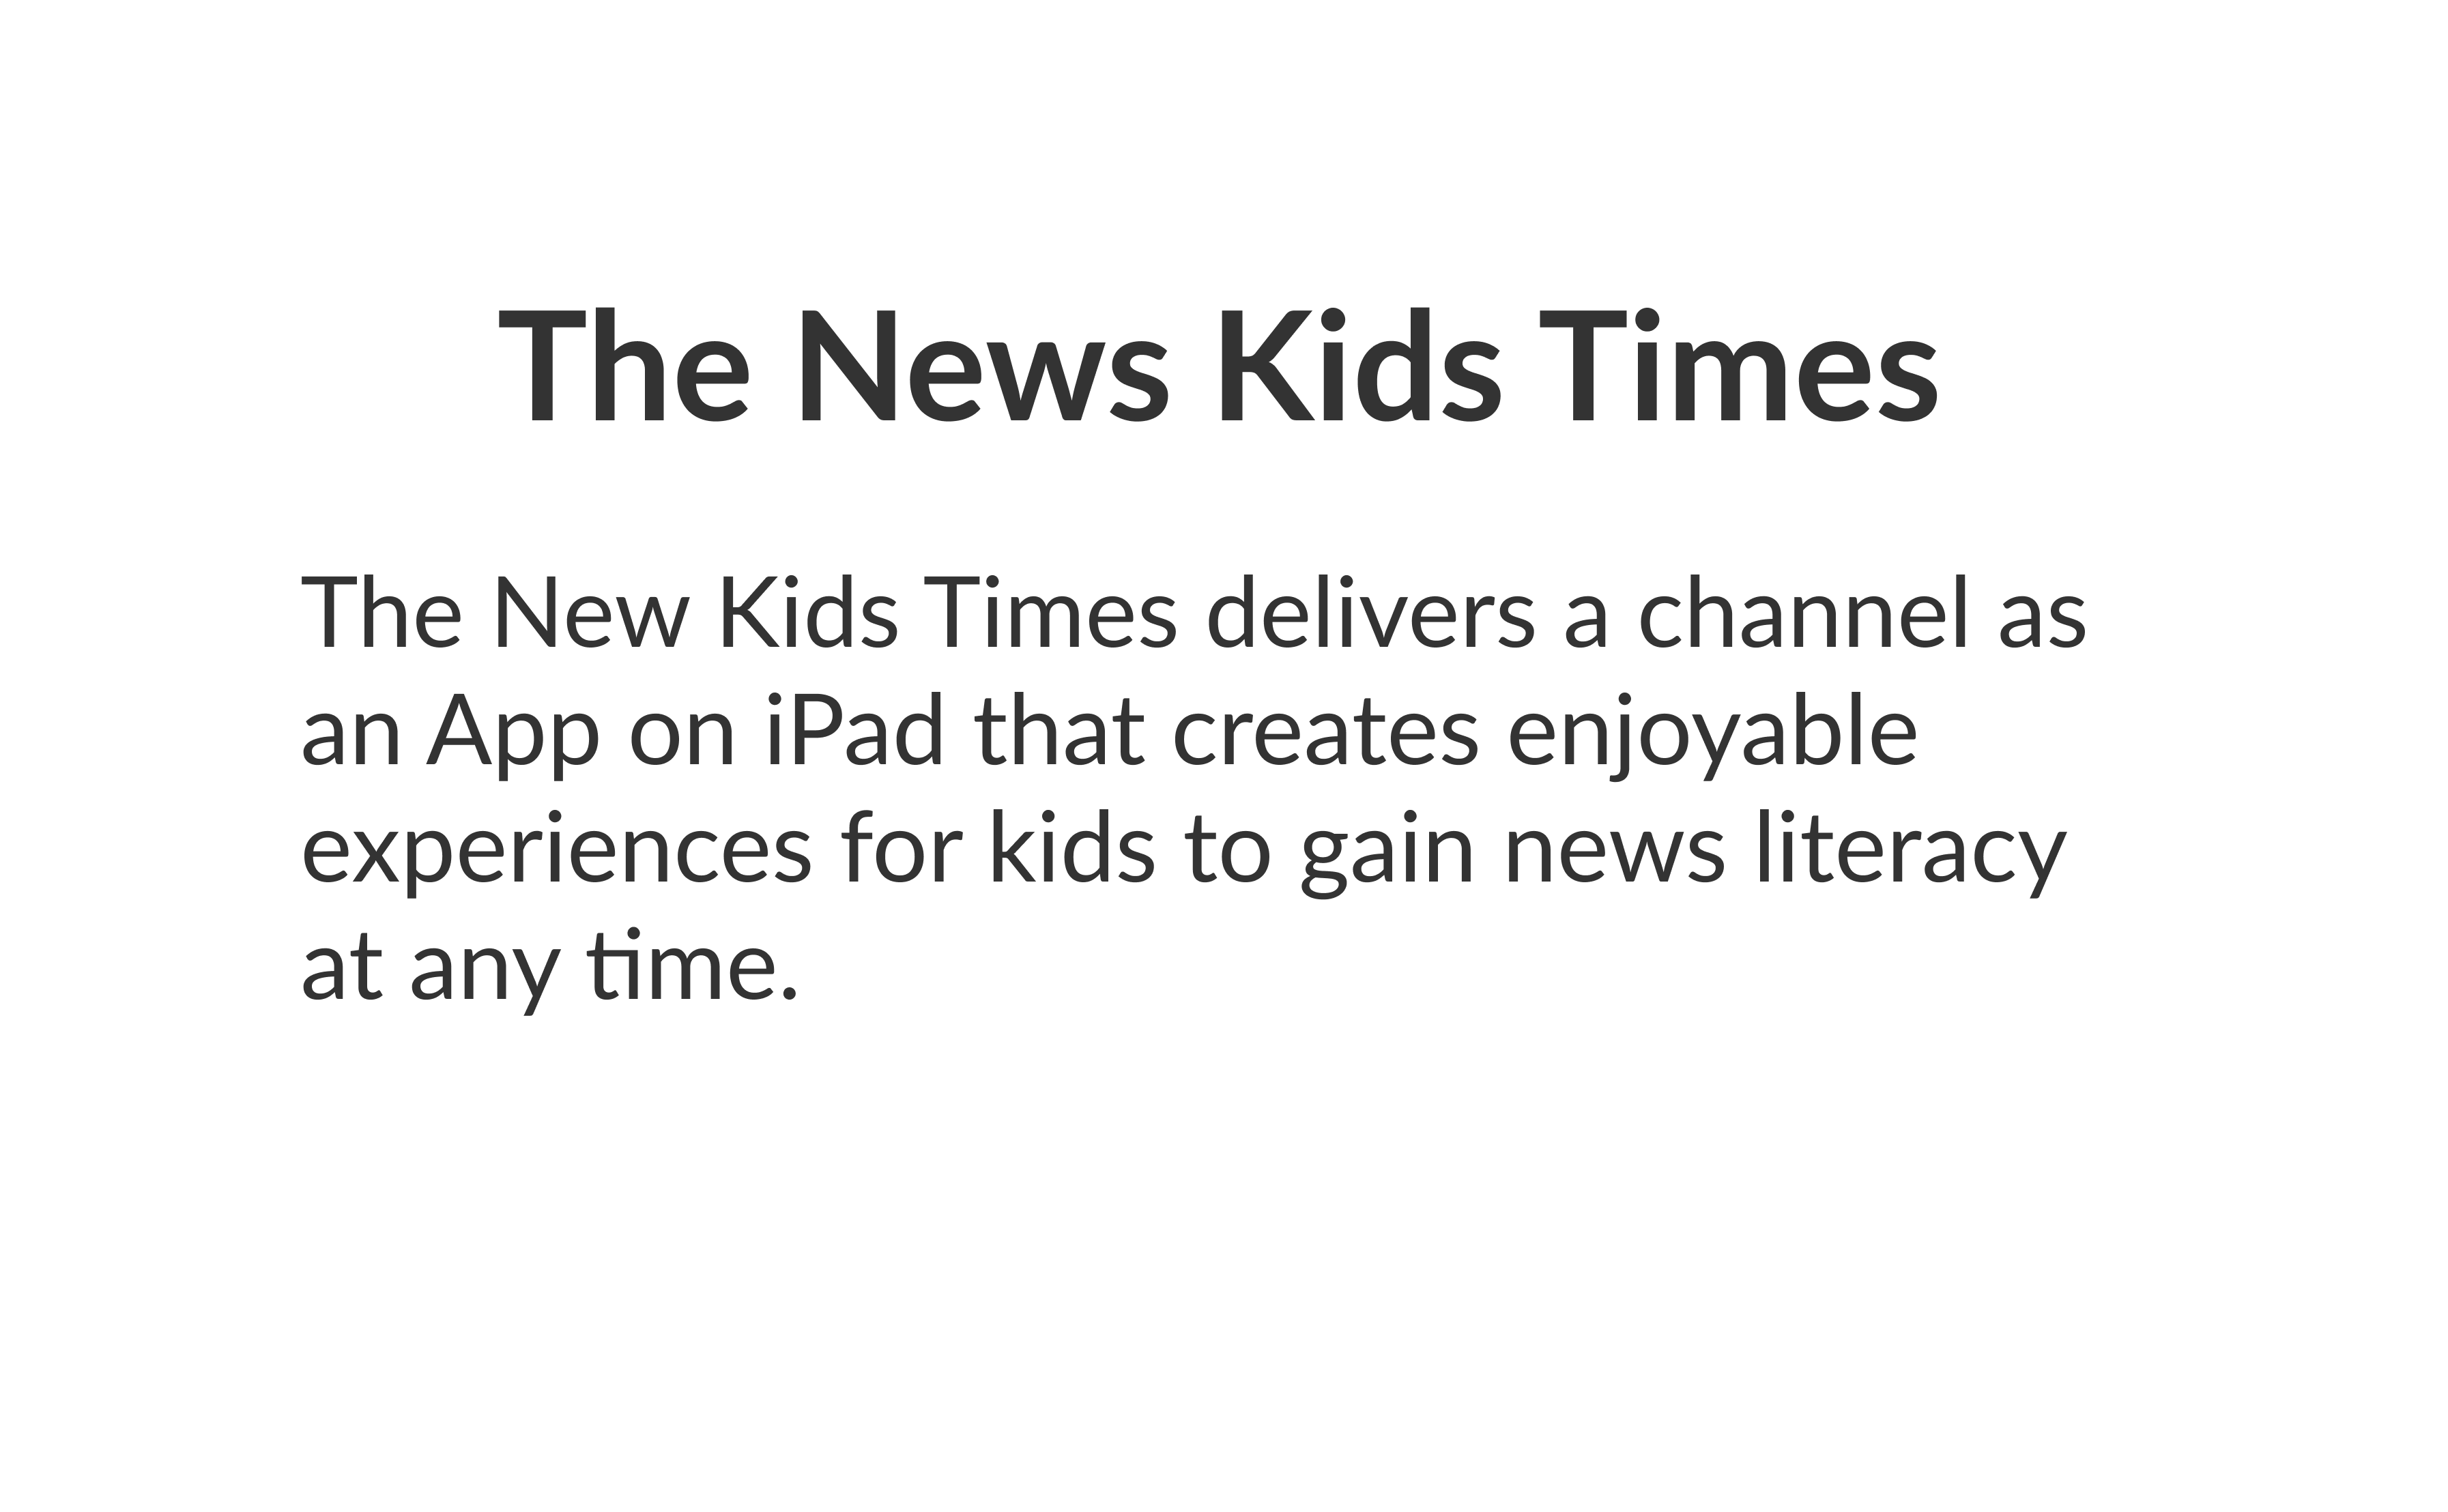 The News Kids Times
The New Kids Times delivers a channel as
an App on iPad that creates enjoyable
experiences for kids to gain news literacy
at any time.